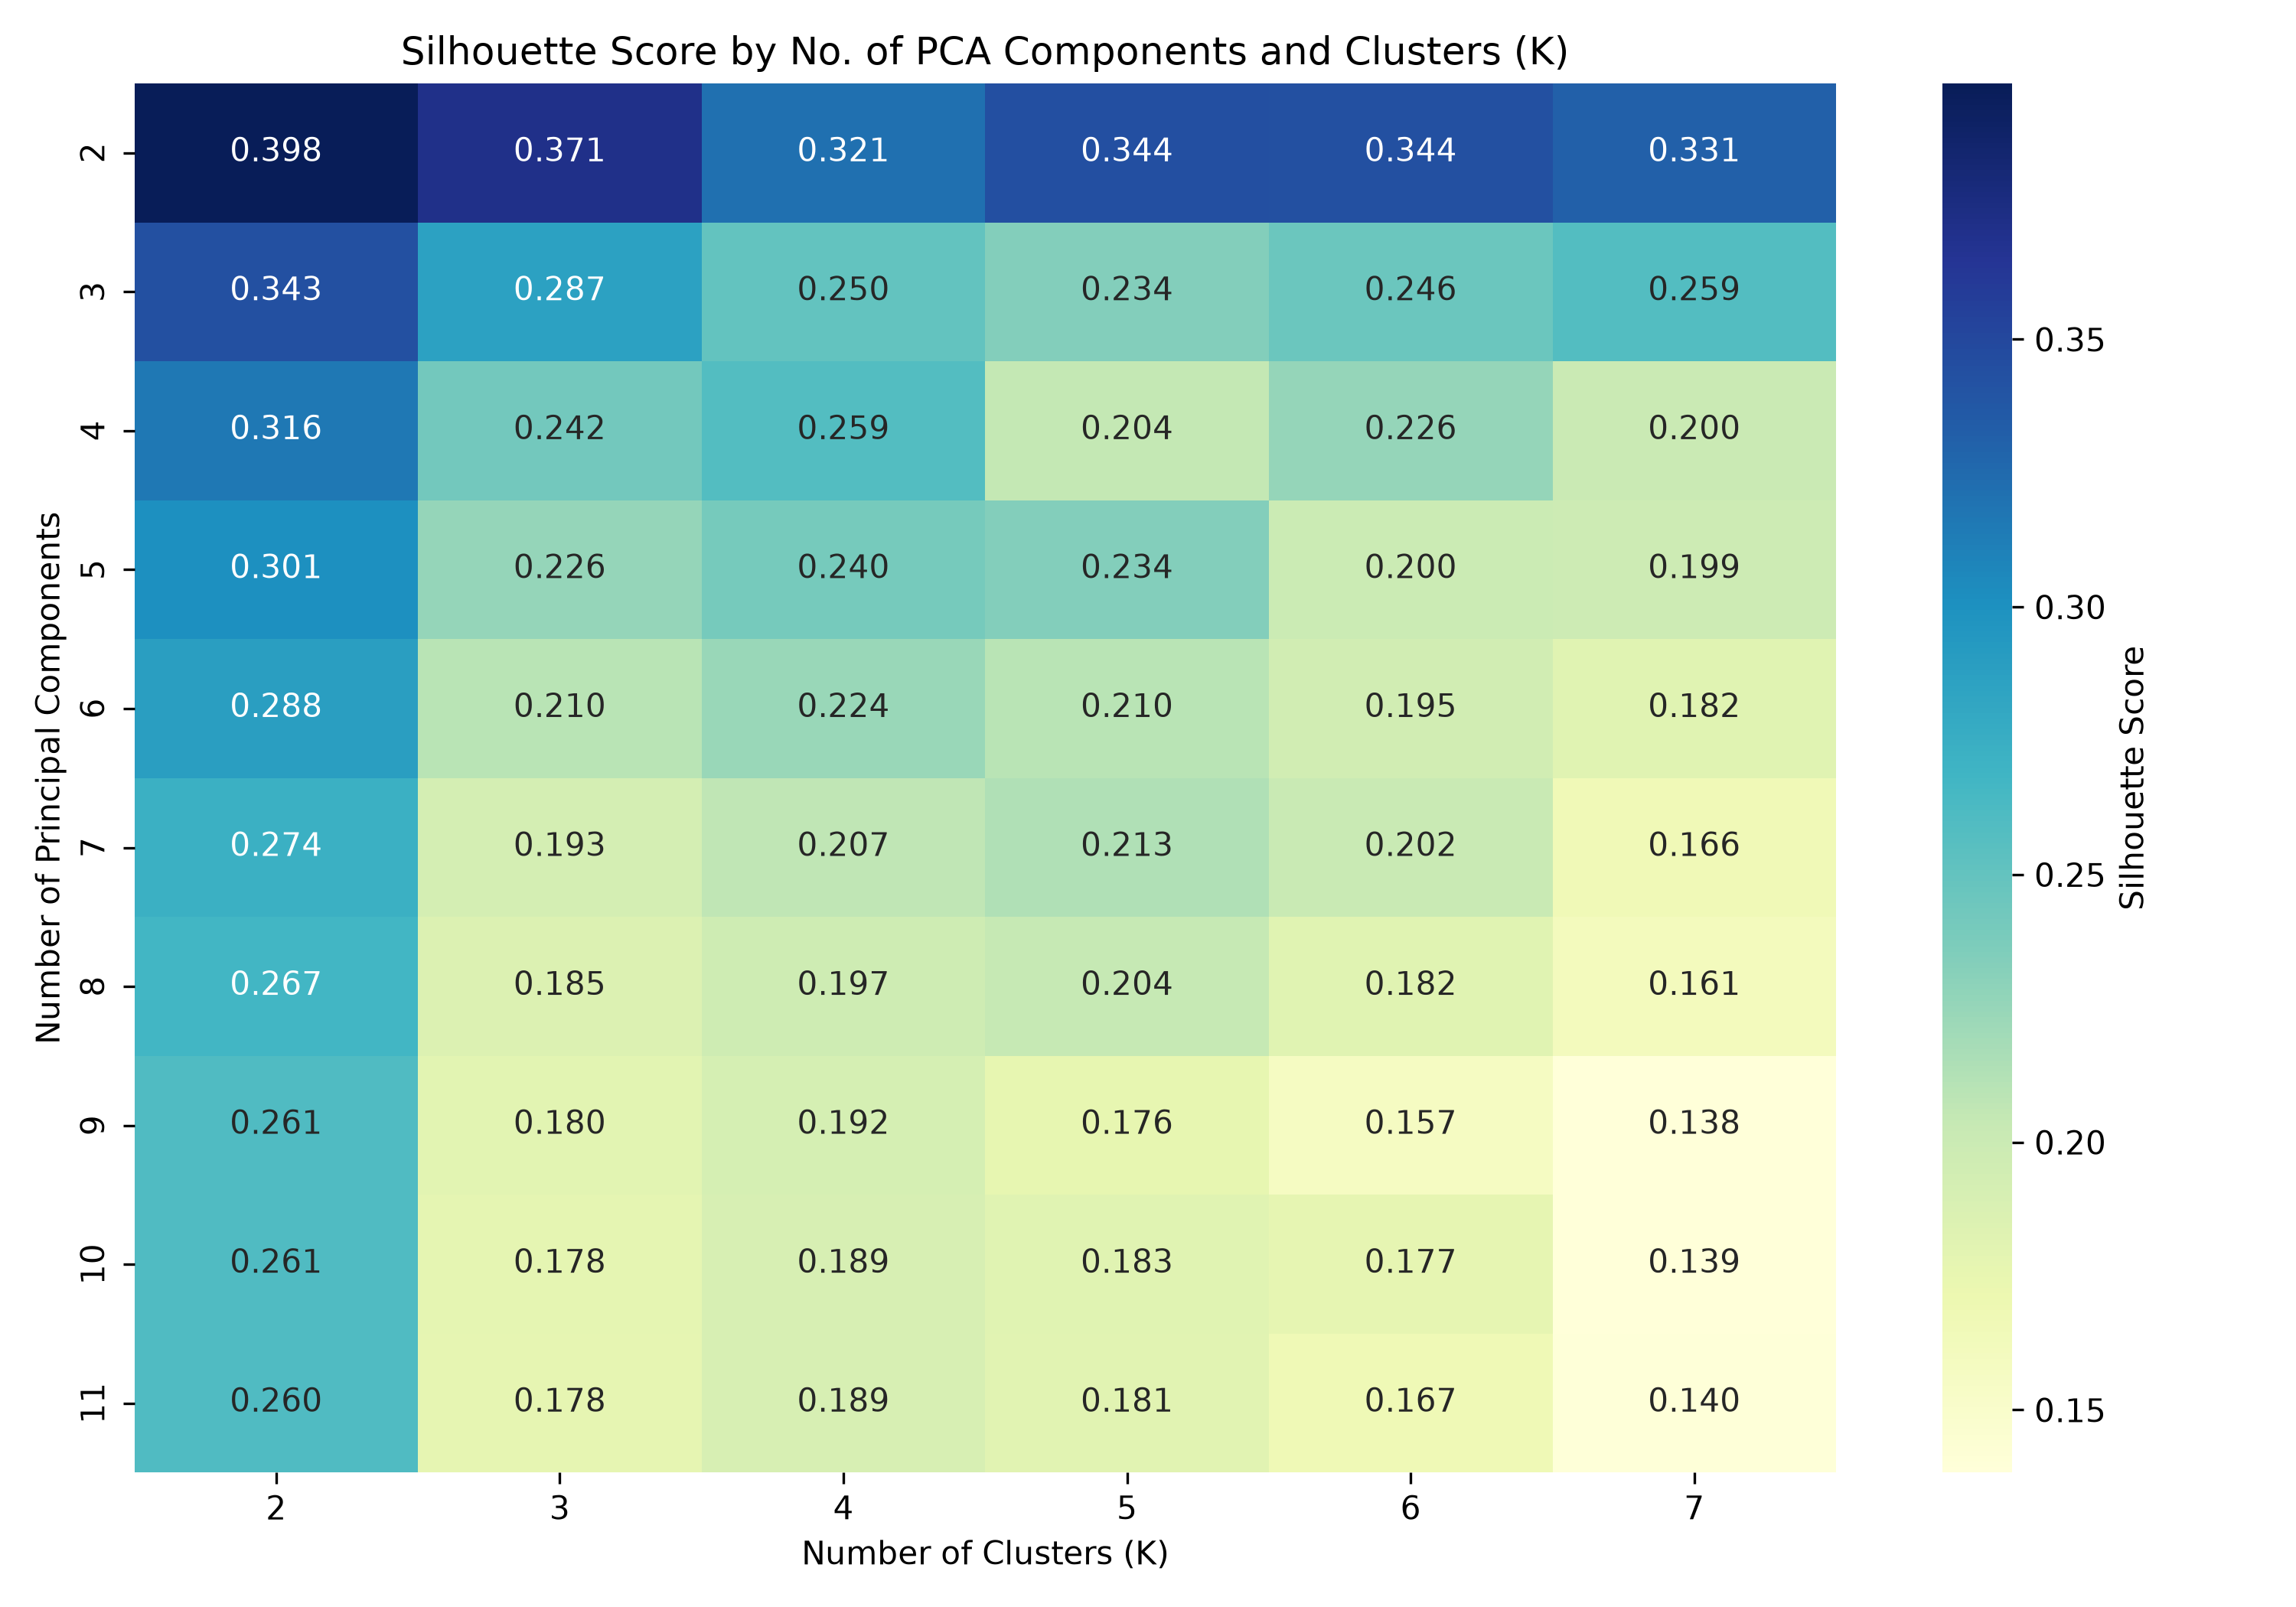 Silhouette Score by No. of PCA Components and Clusters (K)
Number of Principal Components
2 0.398 0.371 0.321 0.344 0.344 0.331
3 0.343 0.287 0.250 0.234 0.246 0.259
4 0.316 0.242 0.259 0.204 0.226 0.200
5 0.301 0.226 0.240 0.234 0.200 0.199
6 0.288 0.210 0.224 0.210 0.195 0.182
7 0.274 0.193 0.207 0.213 0.202 0.166
8 0.267 0.185 0.197 0.204 0.182 0.161
9 0.261 0.180 0.192 0.176 0.157 0.138
10 0.261 0.178 0.189 0.183 0.177 0.139
11 0.260 0.178 0.189 0.181 0.167 0.140
2 3 4 5 6 7
Number of Clusters (K)
0.35
0.30
0.25
0.20
0.15
Silhouette Score